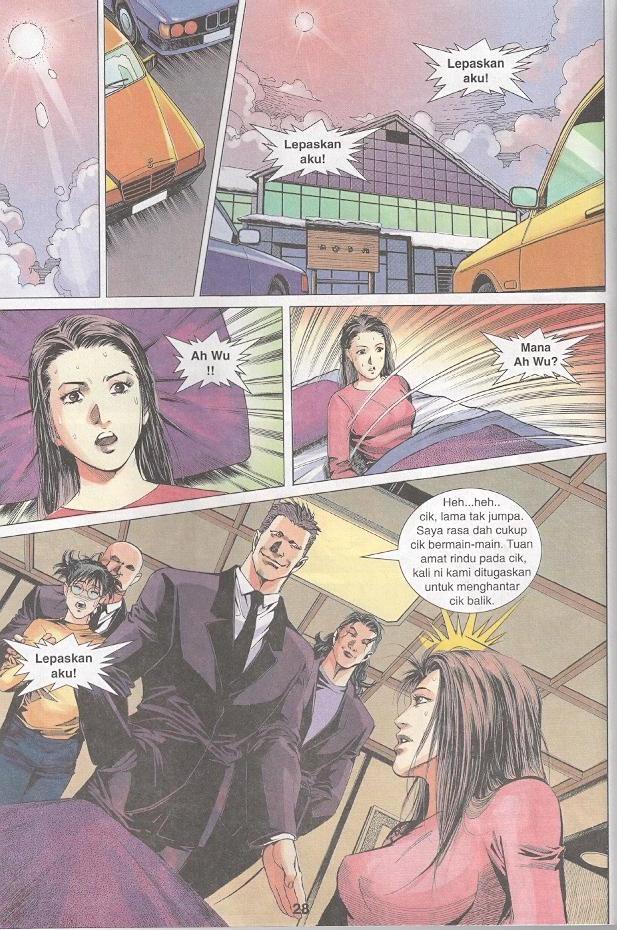 Lepaskan
aku!
Lepaskan
aku!
Ah Wu
!!
Mana
Ah Wu?
Heh...heh..
cik, lama tak jumpa.
Saya rasa dah cukup
cik bermain-main. Tuan
amat rindu pada cik,
kali ni kami ditugaskan
untuk menghantar
cik balik.
Lepaskan
aku!
28